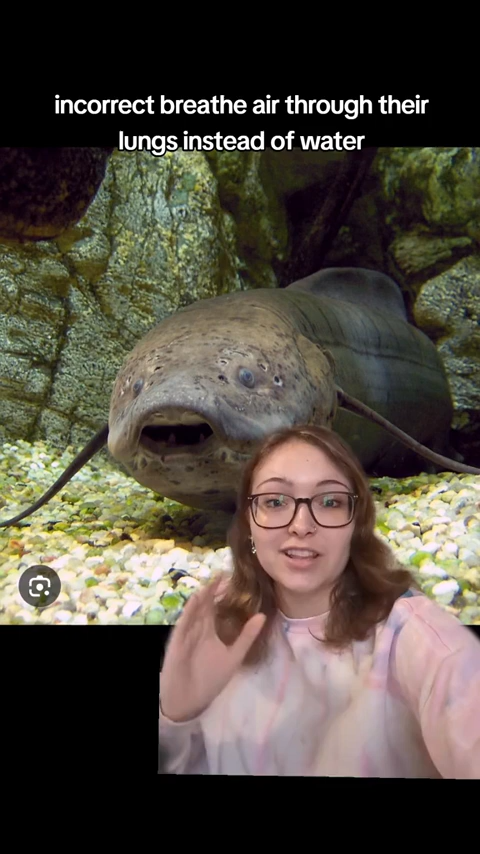 incorrect breathe air through their
lungs instead of water